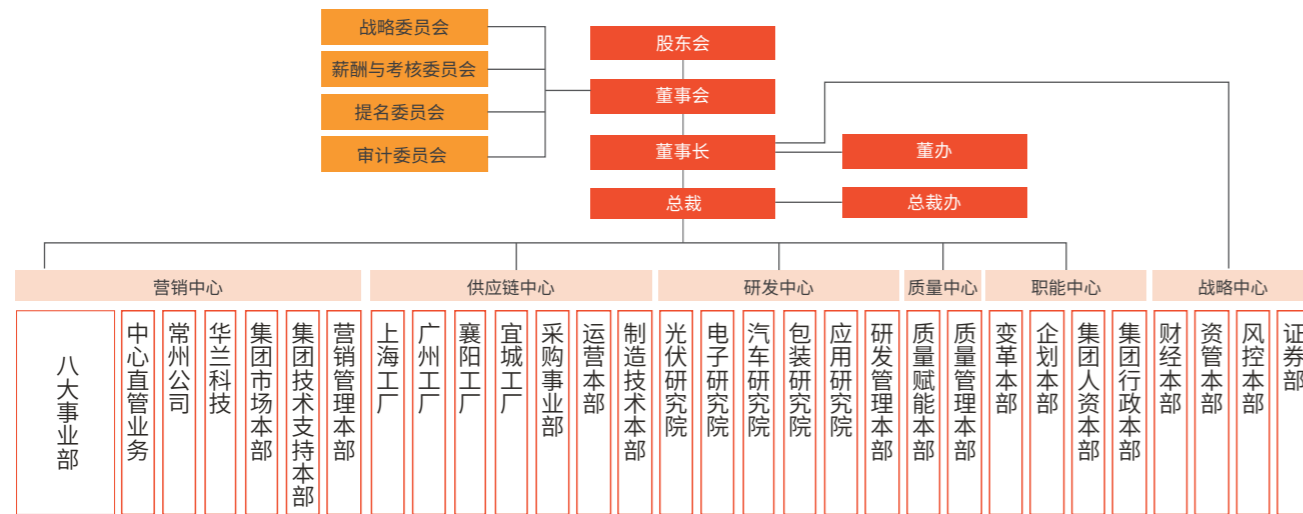 战略委员会
薪酬与考核委员会
提名委员会
审计委员会
股东会
董事会
董事长
董办
总裁
总裁办
营销中心
供应链中心
研发中心
质量中心
职能中心
战略中心
八大事业部
中心直管业务
常州公司
华兰科技
集团市场本部
集团技术支持本部
营销管理本部
上海工厂
广州工厂
襄阳工厂
宜城工厂
采购事业部
运营本部
制造技术本部
光伏研究院
电子研究院
汽车研究院
包装研究院
应用研究院
研发管理本部
质量赋能本部
质量管理本部
变革本部
企划本部
集团人资本部
集团行政本部
财经本部
资管本部
风控本部
证券部